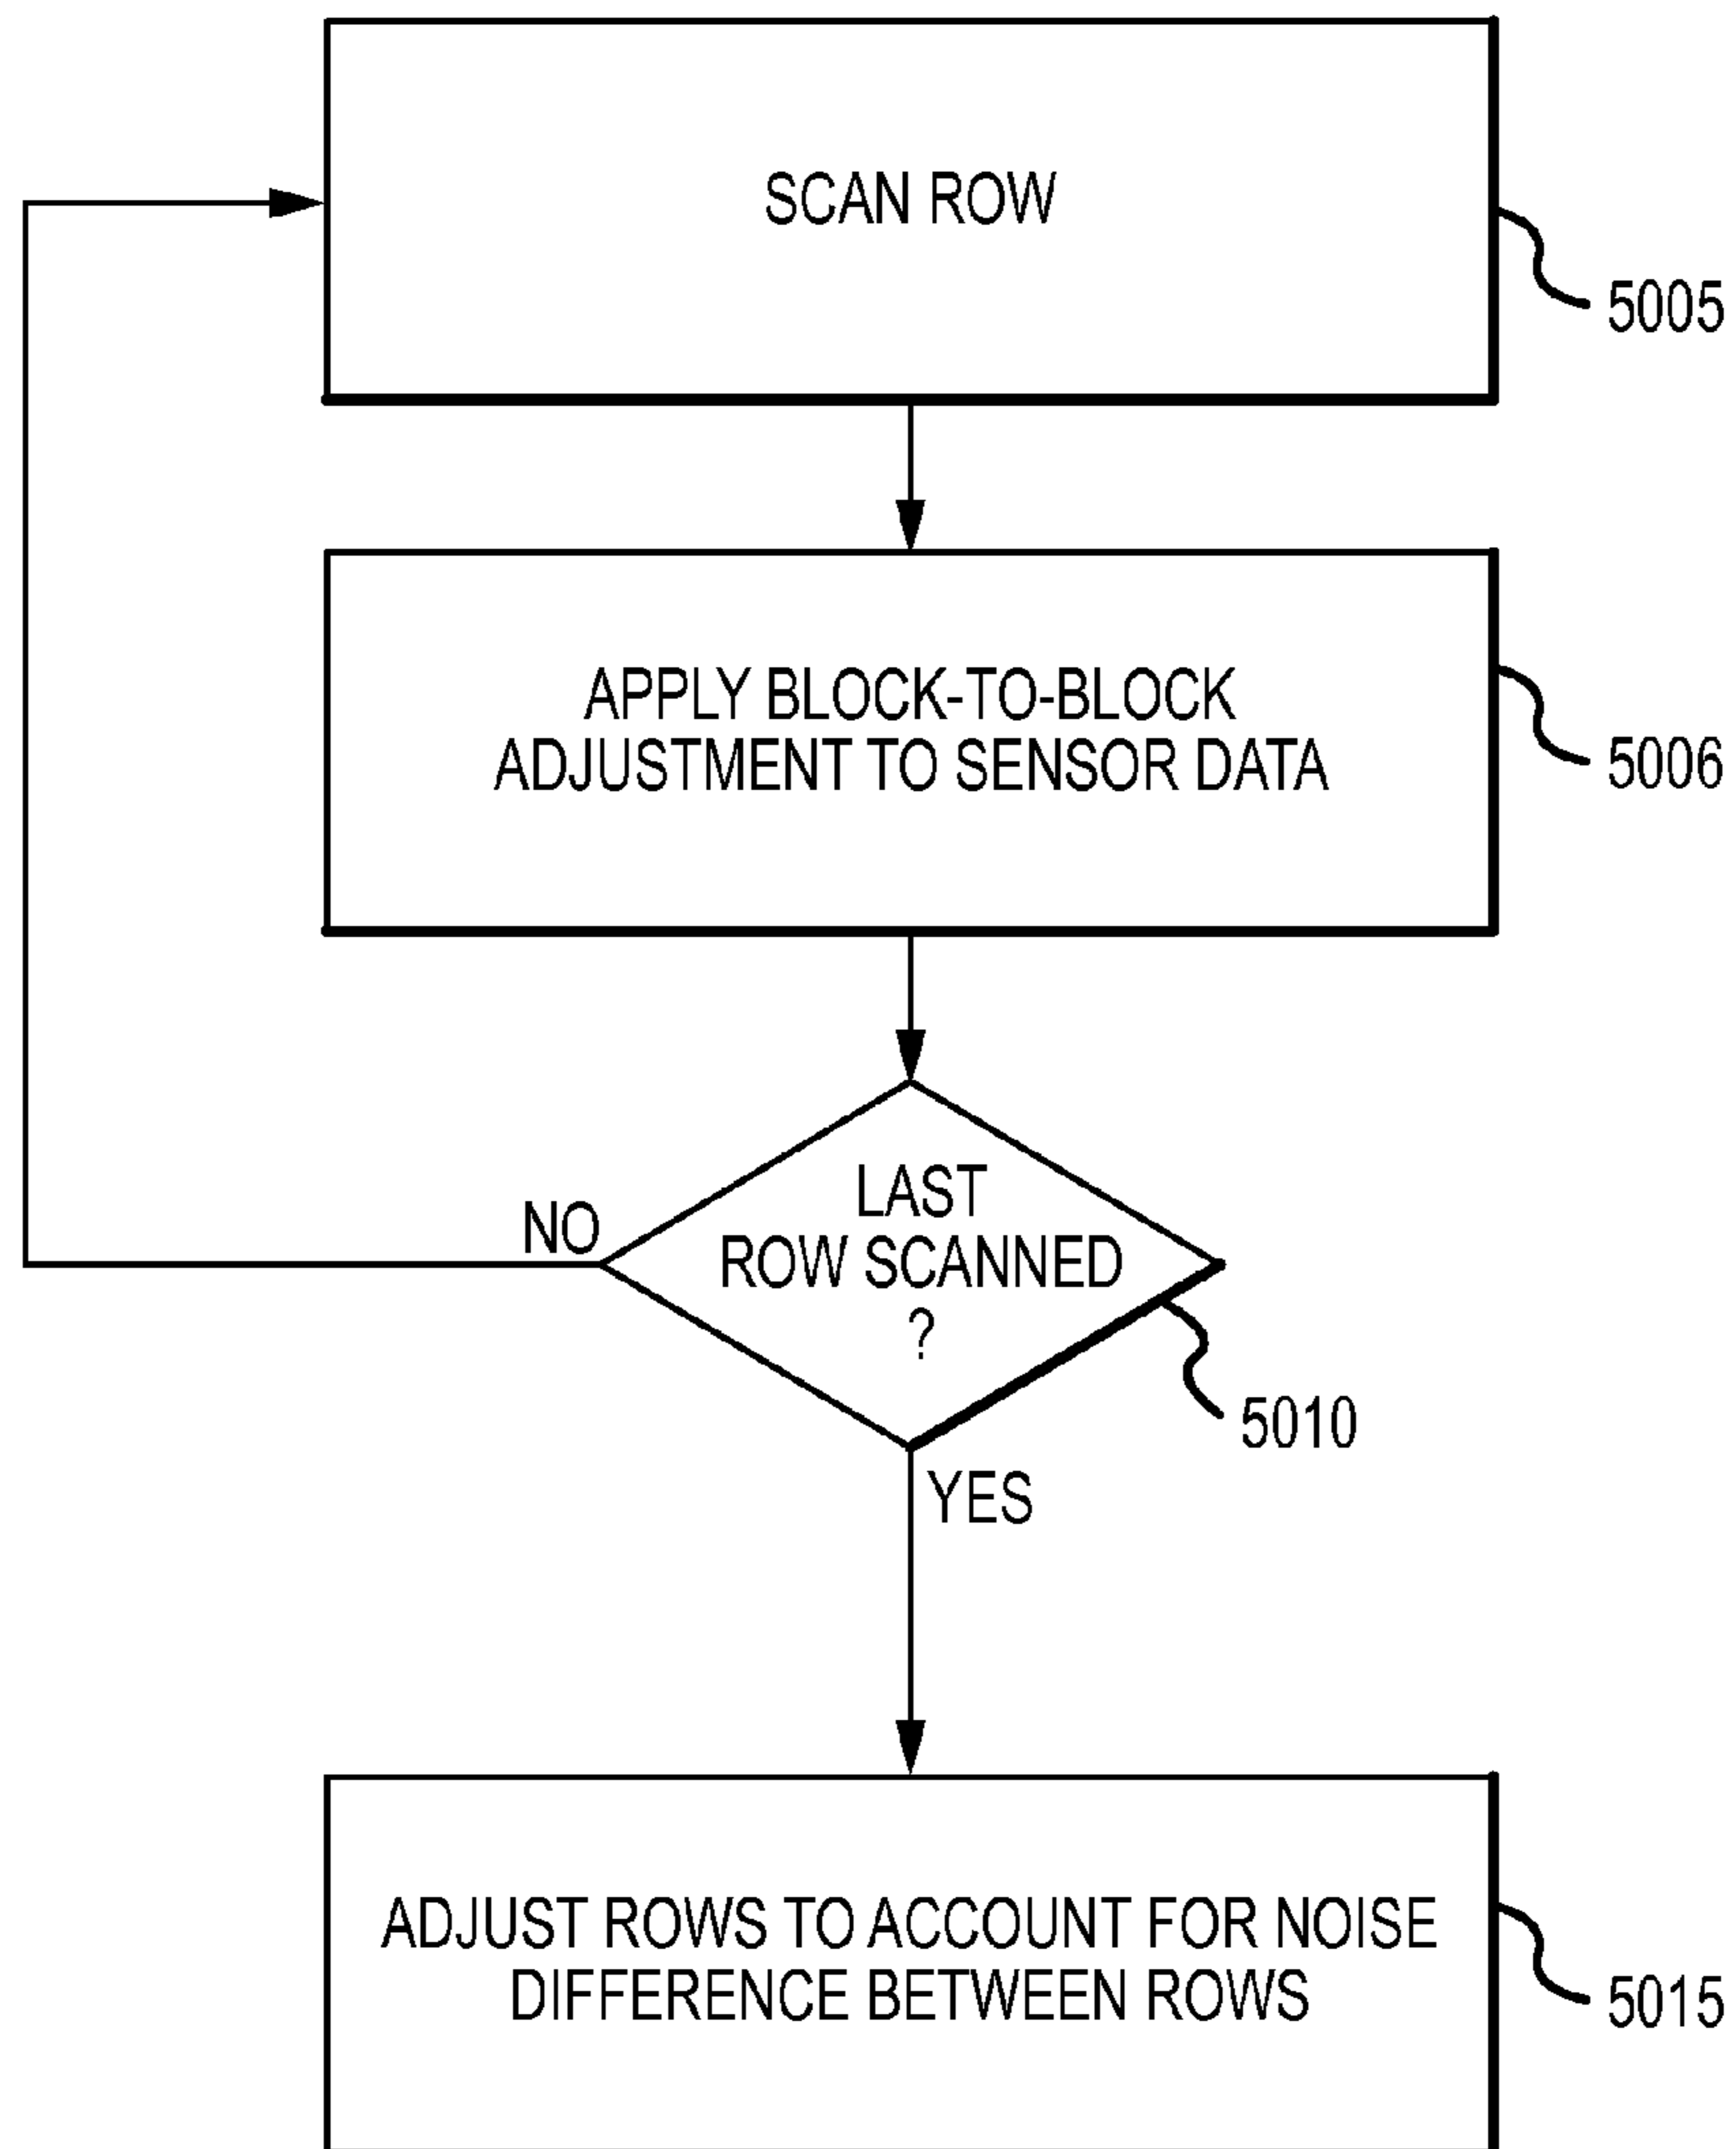 SCAN ROW
5005
APPLY BLOCK-TO-BLOCK
ADJUSTMENT TO SENSOR DATA
5006
LAST
ROW SCANNED
?
NO
5010
YES
ADJUST ROWS TO ACCOUNT FOR NOISE
DIFFERENCE BETWEEN ROWS
5015